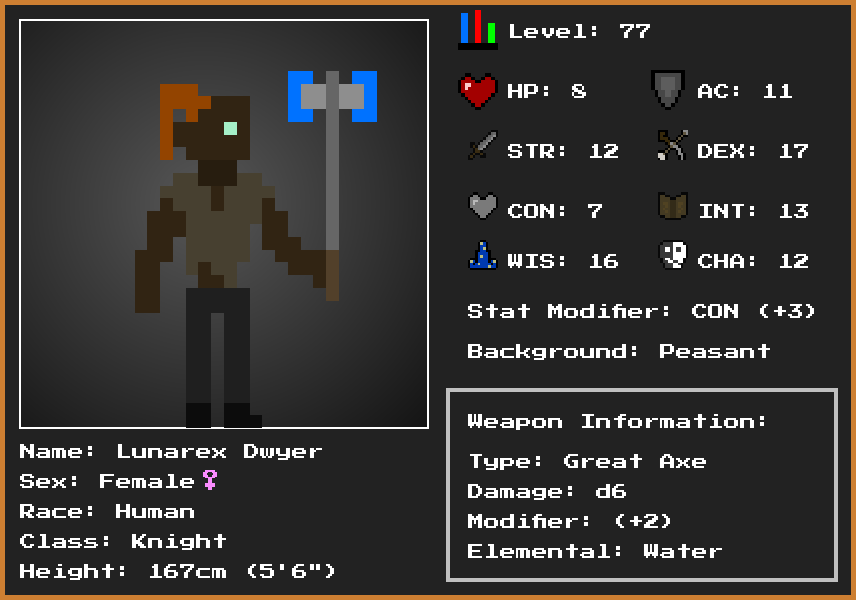 Level: 77
HP: 8
AC: 11
STR: 12
DEX: 17
CON: 7
INT: 13
WIS: 16
CHA: 12
Stat Modifier: CON (+3)
Background: Peasant
Weapon Information:
Type: Great Axe
Damage: d6
Modifier: (+2)
Elemental: Water
Name: Lunarex Dwyer
Sex: Female♀
Race: Human
Class: Knight
Height: 167cm (5'6")